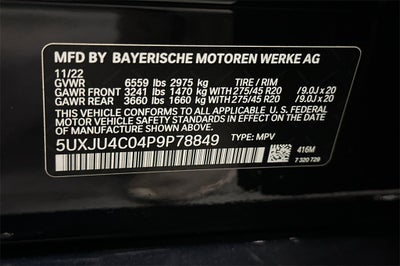 MFD BY BAYERISCHE MOTOREN WERKE AG
11/22
GVWR 6559 lbs 2975 kg TIRE / RIM
GAWR FRONT 3241 lbs 1470 kg 275/45 R20 /9.0J x 20
GAWR REAR 3660 lbs 1660 kg 275/45 R20 /9.0J x 20
THIS VEHICLE CONFORMS TO ALL APPLICABLE U. S. FEDERAL
MOTOR VEHICLE SAFETY STANDARDS IN EFFECT ON THE DATE
OF MANUFACTURE SHOWN ABOVE.
5UXJU4C04P9P78849 TYPE: MPV
416M
7 320 729